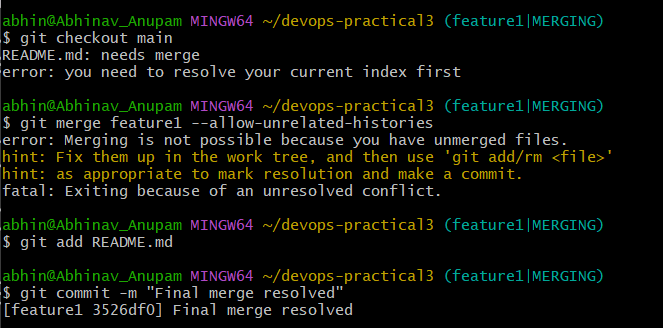 abhin@Abhinav_Anupam MINGW64 ~/devops-practical3 (feature1|MERGING)
$ git checkout main
README.md: needs merge
error: you need to resolve your current index first
abhin@Abhinav_Anupam MINGW64 ~/devops-practical3 (feature1|MERGING)
$ git merge feature1 --allow-unrelated-histories
error: Merging is not possible because you have unmerged files.
hint: Fix them up in the work tree, and then use 'git add/rm <file>'
hint: as appropriate to mark resolution and make a commit.
fatal: Exiting because of an unresolved conflict.
abhin@Abhinav_Anupam MINGW64 ~/devops-practical3 (feature1|MERGING)
$ git add README.md
abhin@Abhinav_Anupam MINGW64 ~/devops-practical3 (feature1|MERGING)
$ git commit -m "Final merge resolved"
[feature1 3526df0] Final merge resolved